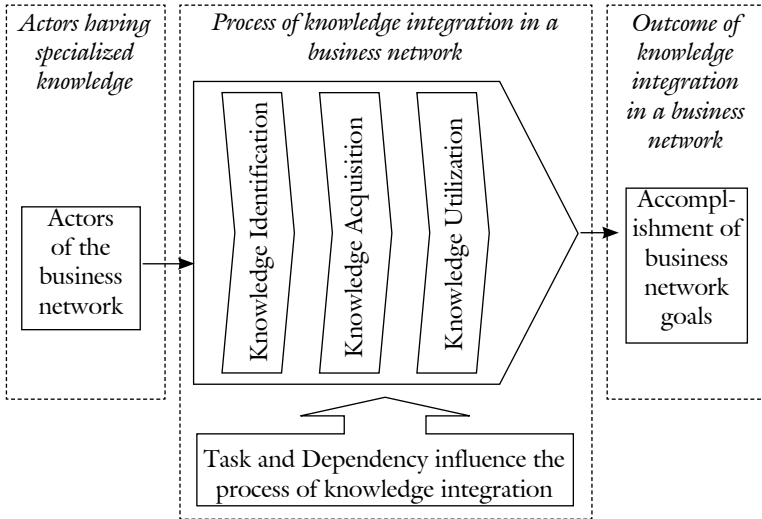 Actors having
specialized
knowledge
Actors
of the
business
network
Process of knowledge integration in a
business network
Knowledge Identification
Knowledge Acquisition
Knowledge Utilization
Task and Dependency influence the
process of knowledge integration
Outcome of
knowledge
integration
in a business
network
Accompl-
ishment of
business
network
goals